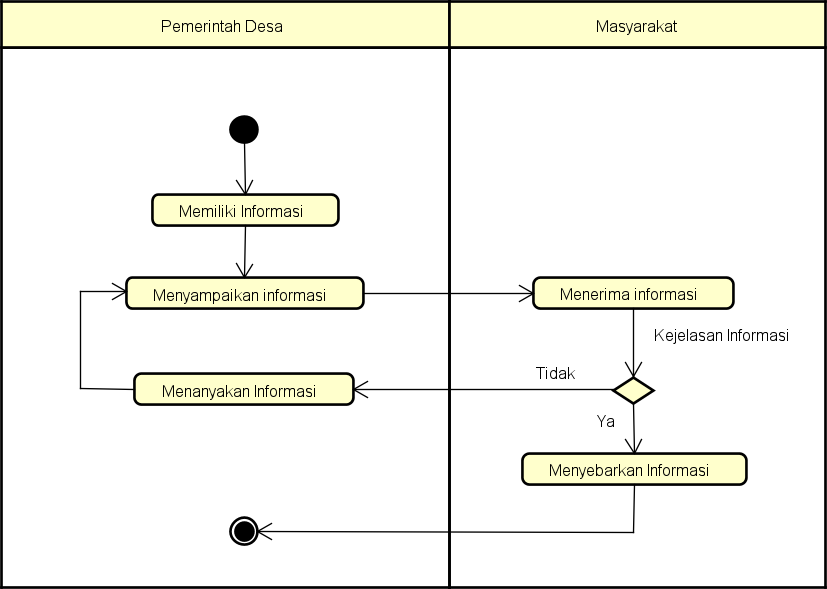 Pemerintah Desa
Masyarakat
Memiliki Informasi
Menyampaikan informasi
Menerima informasi
Kejelasan Informasi
Tidak
Menanyakan Informasi
Ya
Menyebarkan Informasi